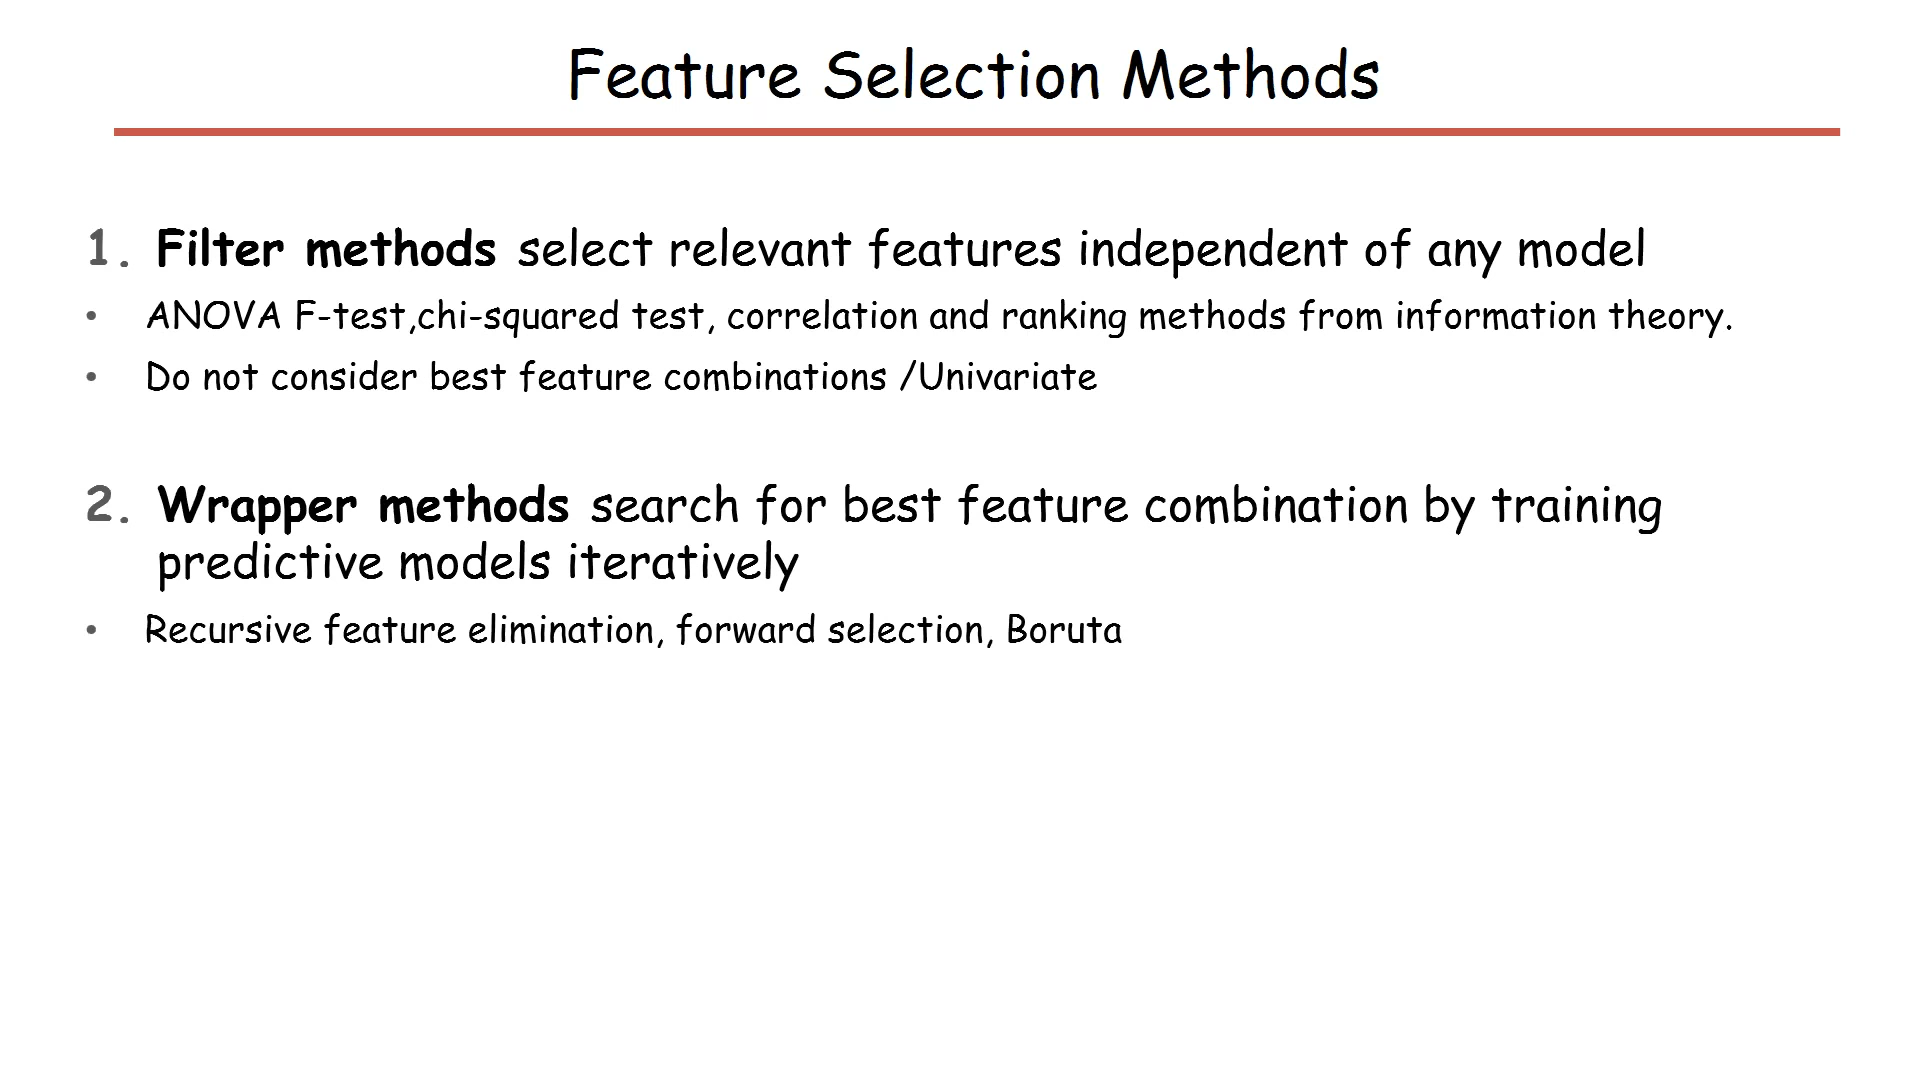 Feature Selection Methods
1. Filter methods select relevant features independent of any model
• ANOVA F-test,chi-squared test, correlation and ranking methods from information theory.
• Do not consider best feature combinations /Univariate
2. Wrapper methods search for best feature combination by training
predictive models iteratively
• Recursive feature elimination, forward selection, Boruta